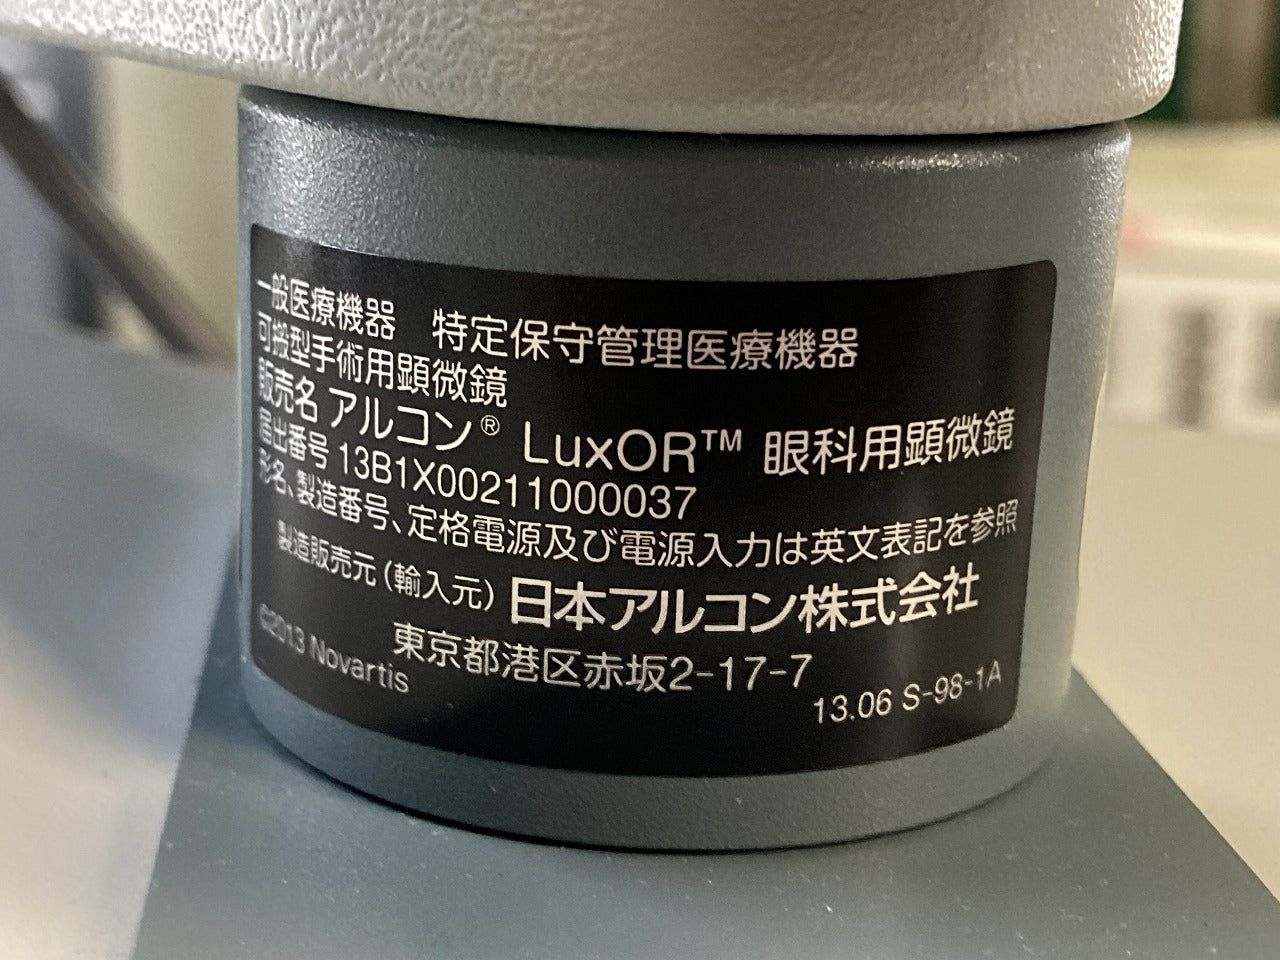 一般医療機器　特定保守管理医療機器
可搬型手術用顕微鏡
販売名 アルコン® LuxOR™ 眼科用顕微鏡
届出番号 13B1X00211000037
形名、製造番号、定格電源及び電源入力は英文表記を参照
製造販売元（輸入元）日本アルコン株式会社
東京都港区赤坂2-17-7
©2013 Novartis
13.06 S-98-1A